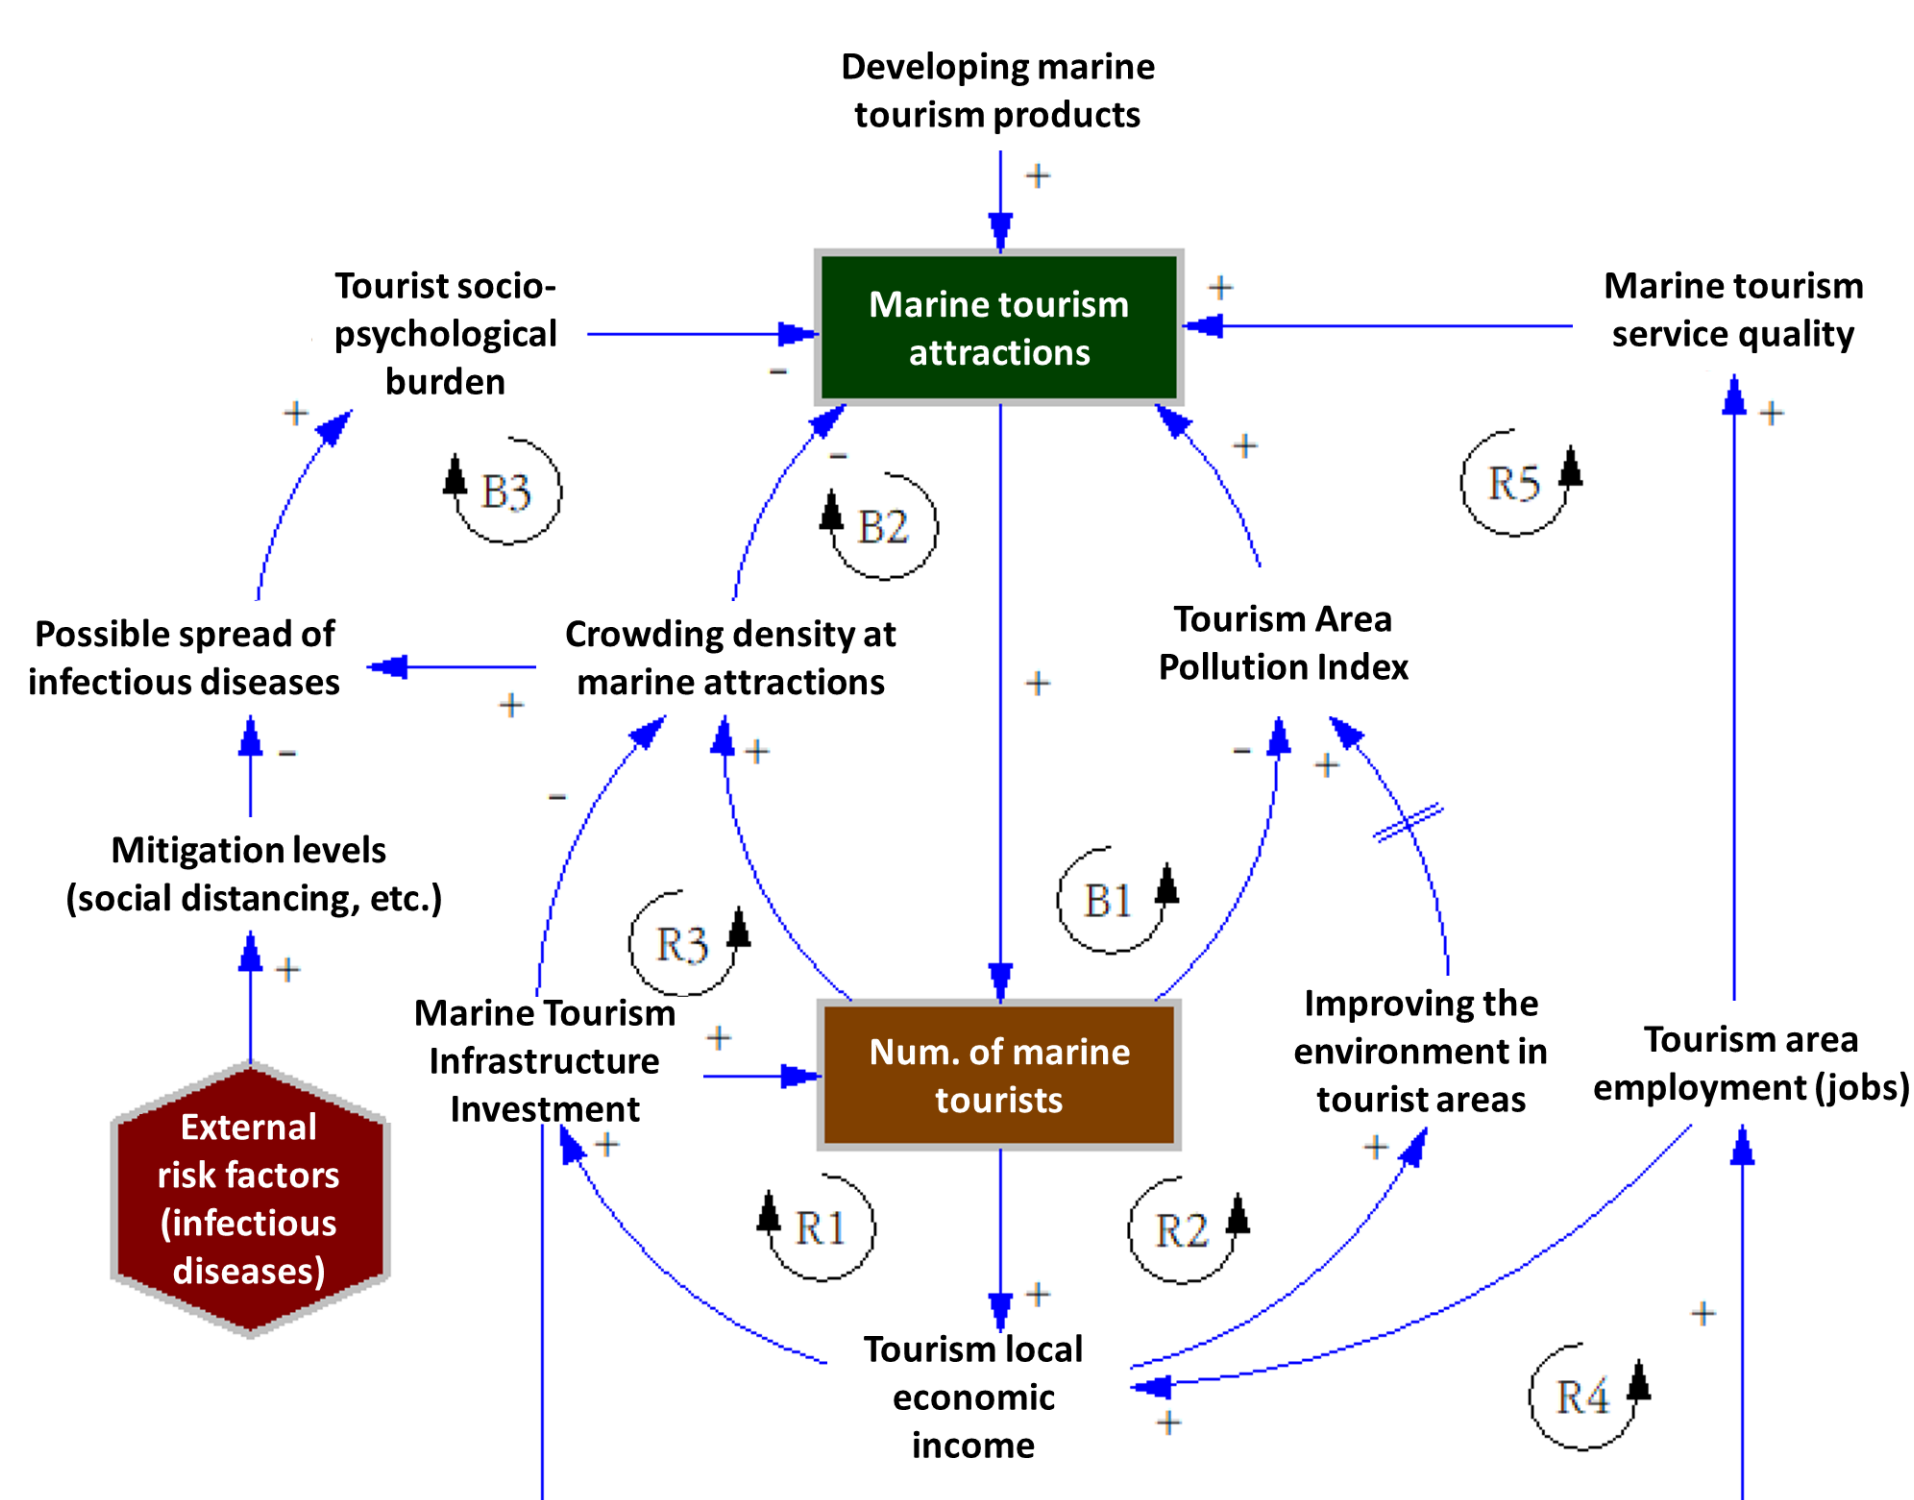 Developing marine
tourism products
+
Marine tourism
attractions
+
Tourist socio-
psychological
burden
-
+
Marine tourism
service quality
+
B3
-
B2
+
R5
Possible spread of
infectious diseases
+
Crowding density at
marine attractions
+
Tourism Area
Pollution Index
-
-
+
-
+
Mitigation levels
(social distancing, etc.)
+
R3
B1
Marine Tourism
Infrastructure
Investment
+
Num. of marine
tourists
Improving the
environment in
tourist areas
Tourism area
employment (jobs)
External
risk factors
(infectious
diseases)
+
R1
R2
+
+
+
Tourism local
economic
income
+
R4